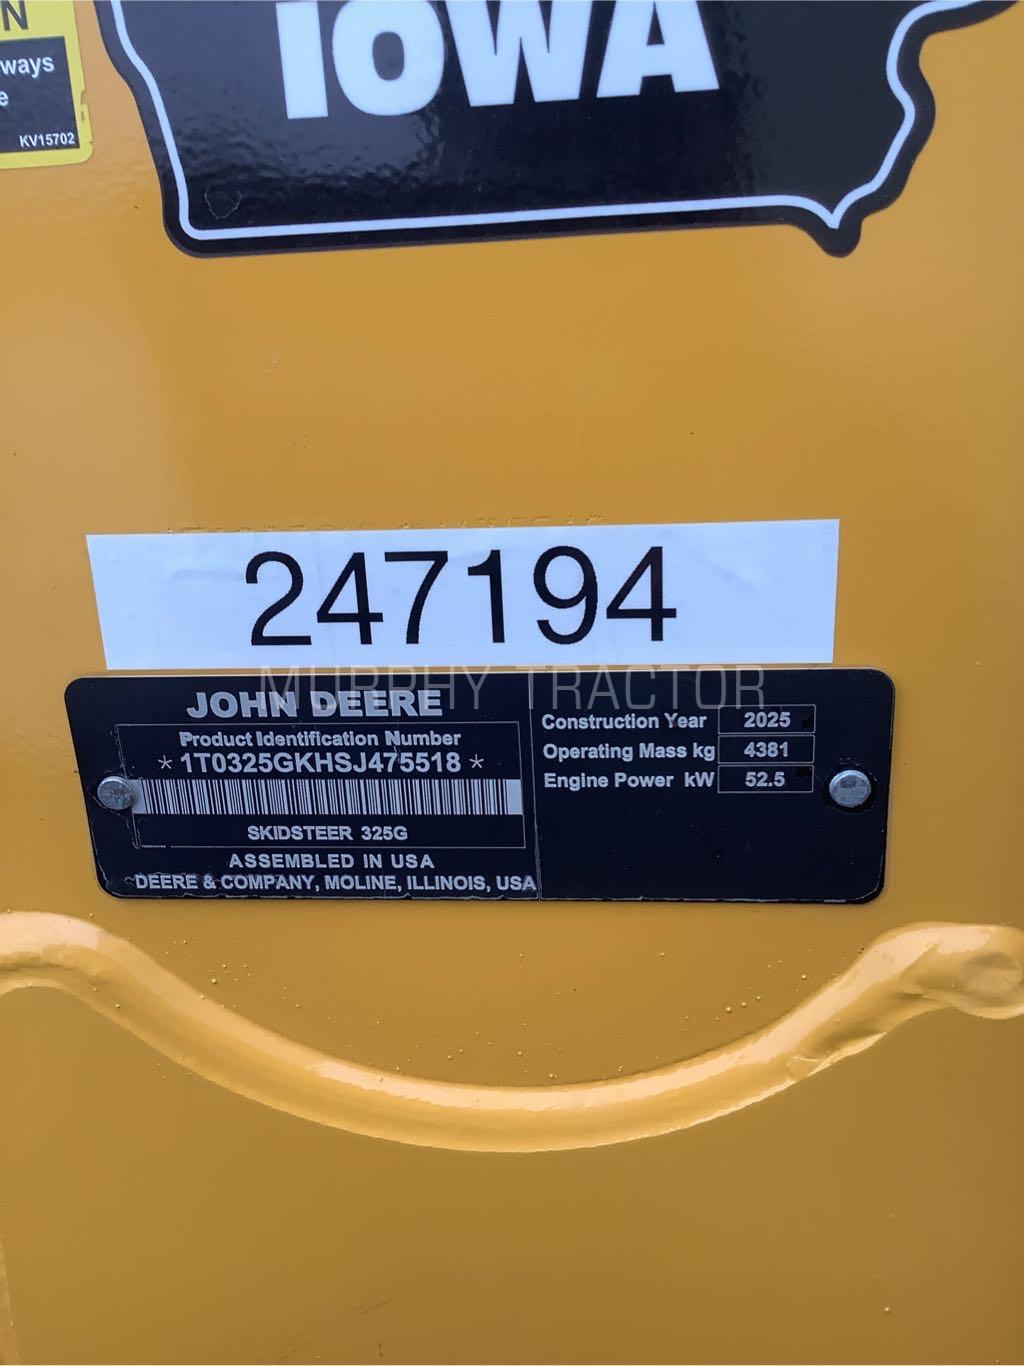 N
ways
e
KV15702
IOWA
247194
MURPHY TRACTOR
JOHN DEERE
Product Identification Number
* 1T0325GKHSJ475518 *
SKIDSTEER 325G
ASSEMBLED IN USA
DEERE & COMPANY, MOLINE, ILLINOIS, USA
Construction Year 2025
Operating Mass kg 4381
Engine Power kW 52.5